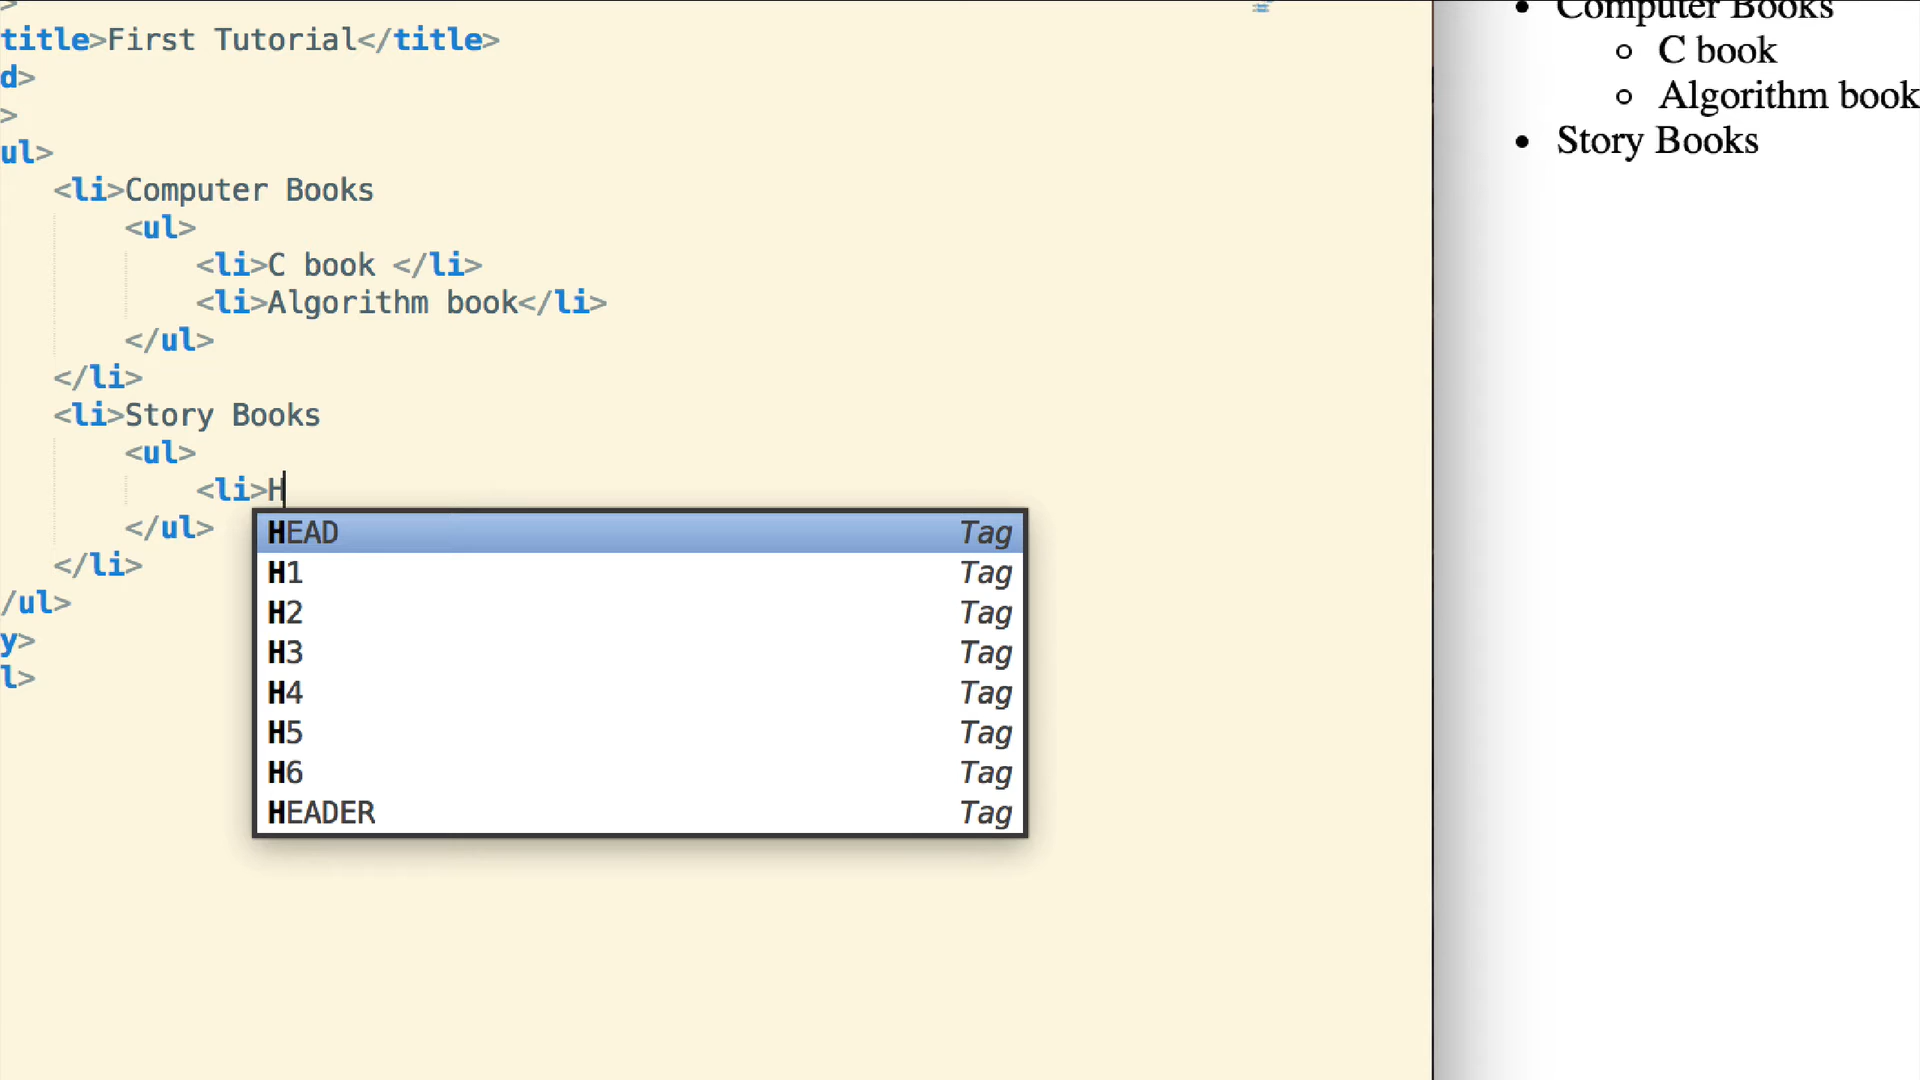 >
title>First Tutorial</title>
d>
>
ul>
<li>Computer Books
<ul>
<li>C book </li>
<li>Algorithm book</li>
</ul>
</li>
<li>Story Books
<ul>
<li>H
</ul>
</li>
/ul>
y>
l>
HEAD Tag
H1 Tag
H2 Tag
H3 Tag
H4 Tag
H5 Tag
H6 Tag
HEADER Tag
• Computer Books
○ C book
○ Algorithm book
• Story Books